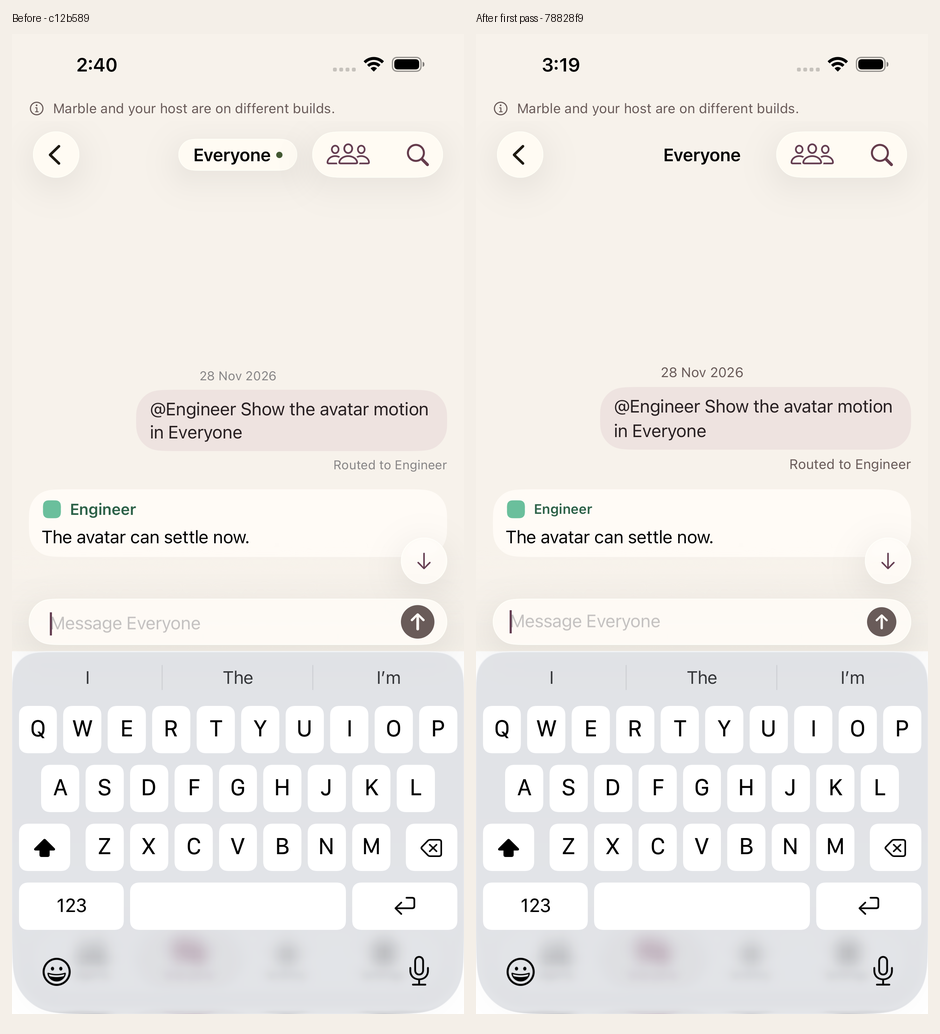 Before - c12b589
2:40
Marble and your host are on different builds.
Everyone
28 Nov 2026
@Engineer Show the avatar motion
in Everyone
Routed to Engineer
Engineer
The avatar can settle now.
Message Everyone
I The I'm
Q W E R T Y U I O P
A S D F G H J K L
Z X C V B N M
123
After first pass - 78828f9
3:19
Marble and your host are on different builds.
Everyone
28 Nov 2026
@Engineer Show the avatar motion
in Everyone
Routed to Engineer
Engineer
The avatar can settle now.
Message Everyone
I The I'm
Q W E R T Y U I O P
A S D F G H J K L
Z X C V B N M
123